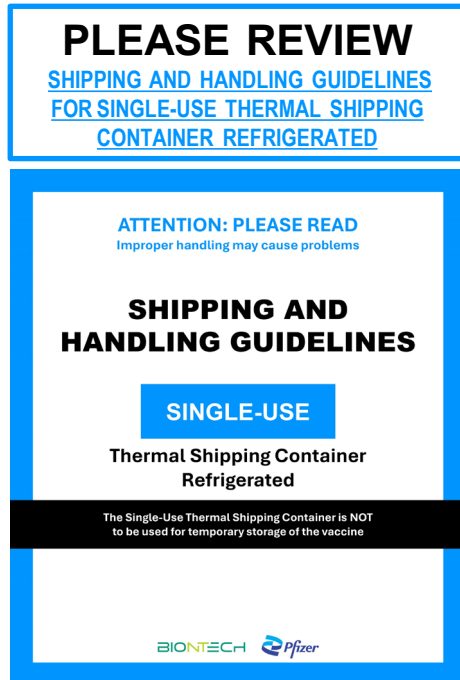 PLEASE REVIEW
SHIPPING AND HANDLING GUIDELINES
FOR SINGLE-USE THERMAL SHIPPING
CONTAINER REFRIGERATED
ATTENTION: PLEASE READ
Improper handling may cause problems
SHIPPING AND
HANDLING GUIDELINES
SINGLE-USE
Thermal Shipping Container
Refrigerated
The Single-Use Thermal Shipping Container is NOT
to be used for temporary storage of the vaccine
BIONTECH Pfizer